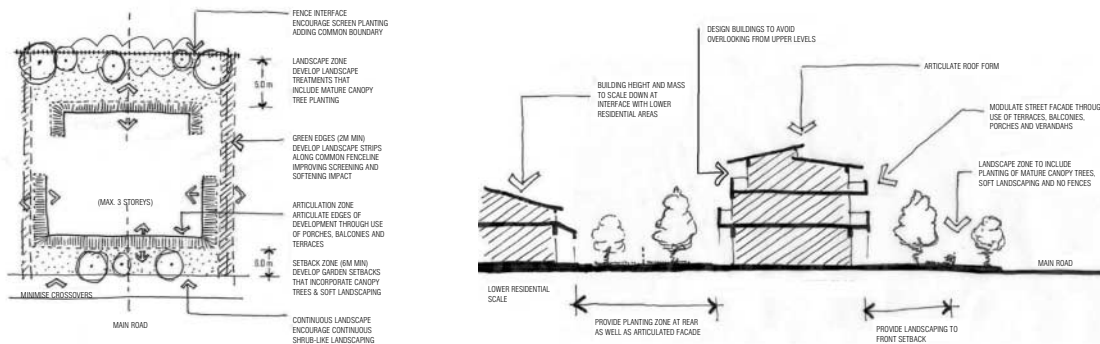 FENCE INTERFACE
ENCOURAGE SCREEN PLANTING
ADDING COMMON BOUNDARY
LANDSCAPE ZONE
DEVELOP LANDSCAPE
TREATMENTS THAT
INCLUDE MATURE CANOPY
TREE PLANTING
5.0 m
GREEN EDGES (2M MIN)
DEVELOP LANDSCAPE STRIPS
ALONG COMMON FENCELINE
IMPROVING SCREENING AND
SOFTENING IMPACT
(MAX. 3 STOREYS)
ARTICULATION ZONE
ARTICULATE EDGES OF
DEVELOPMENT THROUGH USE
OF PORCHES, BALCONIES AND
TERRACES
SETBACK ZONE (6M MIN)
DEVELOP GARDEN SETBACKS
THAT INCORPORATE CANOPY
TREES & SOFT LANDSCAPING
6.0 m
MINIMISE CROSSOVERS
MAIN ROAD
CONTINUOUS LANDSCAPE
ENCOURAGE CONTINUOUS
SHRUB-LIKE LANDSCAPING
DESIGN BUILDINGS TO AVOID
OVERLOOKING FROM UPPER LEVELS
ARTICULATE ROOF FORM
BUILDING HEIGHT AND MASS
TO SCALE DOWN AT
INTERFACE WITH LOWER
RESIDENTIAL AREAS
MODULATE STREET FACADE THROUGH
USE OF TERRACES, BALCONIES,
PORCHES AND VERANDAHS
LANDSCAPE ZONE TO INCLUDE
PLANTING OF MATURE CANOPY TREES,
SOFT LANDSCAPING AND NO FENCES
MAIN ROAD
LOWER RESIDENTIAL
SCALE
PROVIDE PLANTING ZONE AT REAR
AS WELL AS ARTICULATED FACADE
PROVIDE LANDSCAPING TO
FRONT SETBACK